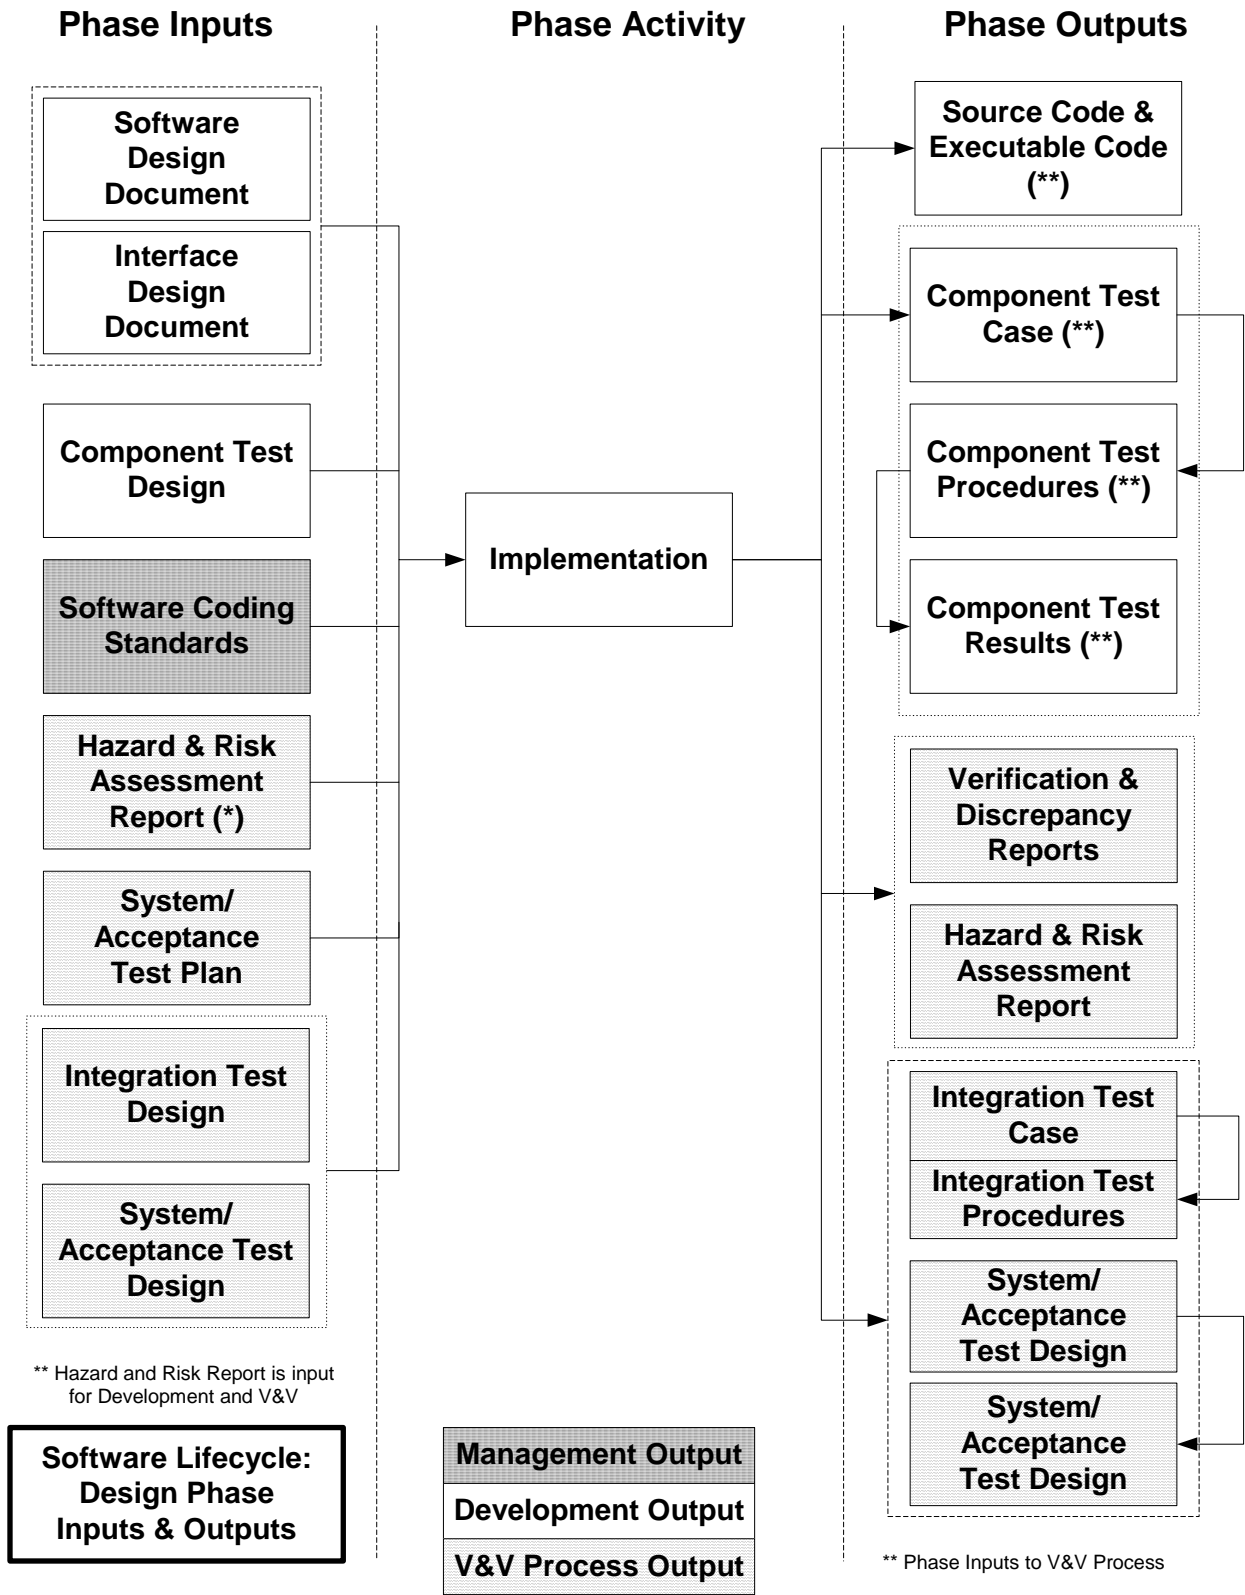 Phase Inputs
Phase Activity
Phase Outputs
Software
Design
Document
Interface
Design
Document
Component Test
Design
Software Coding
Standards
Hazard & Risk
Assessment
Report (*)
System/
Acceptance
Test Plan
Integration Test
Design
System/
Acceptance Test
Design
** Hazard and Risk Report is input
for Development and V&V
Software Lifecycle:
Design Phase
Inputs & Outputs
Implementation
Management Output
Development Output
V&V Process Output
Source Code &
Executable Code
(**)
Component Test
Case (**)
Component Test
Procedures (**)
Component Test
Results (**)
Verification &
Discrepancy
Reports
Hazard & Risk
Assessment
Report
Integration Test
Case
Integration Test
Procedures
System/
Acceptance
Test Design
System/
Acceptance
Test Design
** Phase Inputs to V&V Process